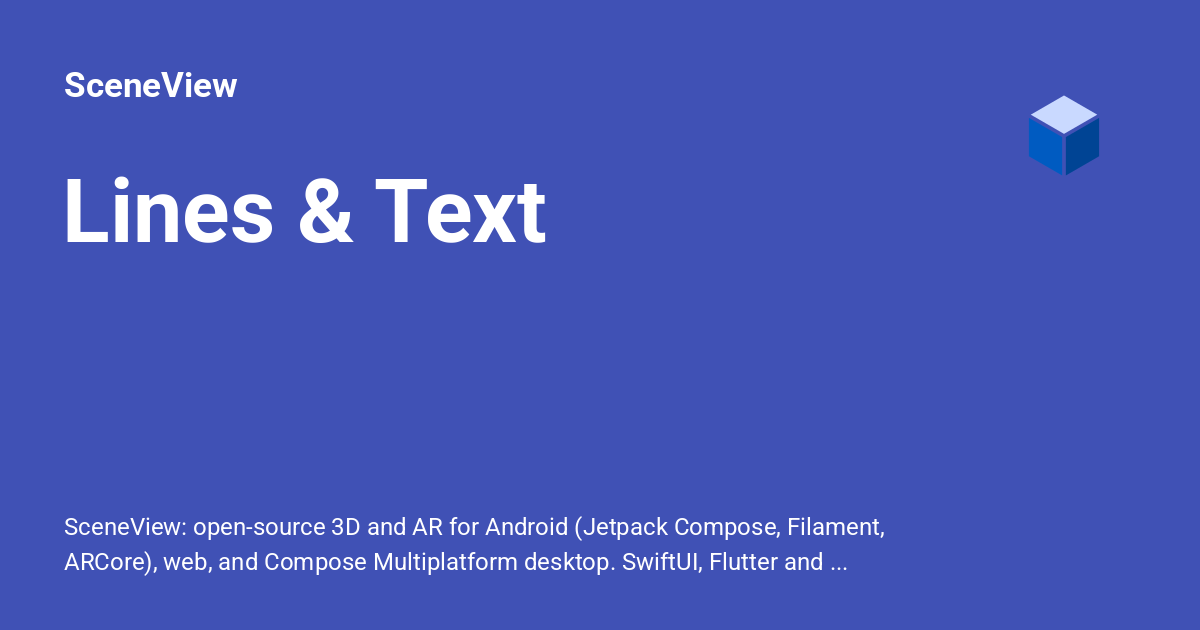 SceneView
Lines & Text
SceneView: open-source 3D and AR for Android (Jetpack Compose, Filament,
ARCore), web, and Compose Multiplatform desktop. SwiftUI, Flutter and ...